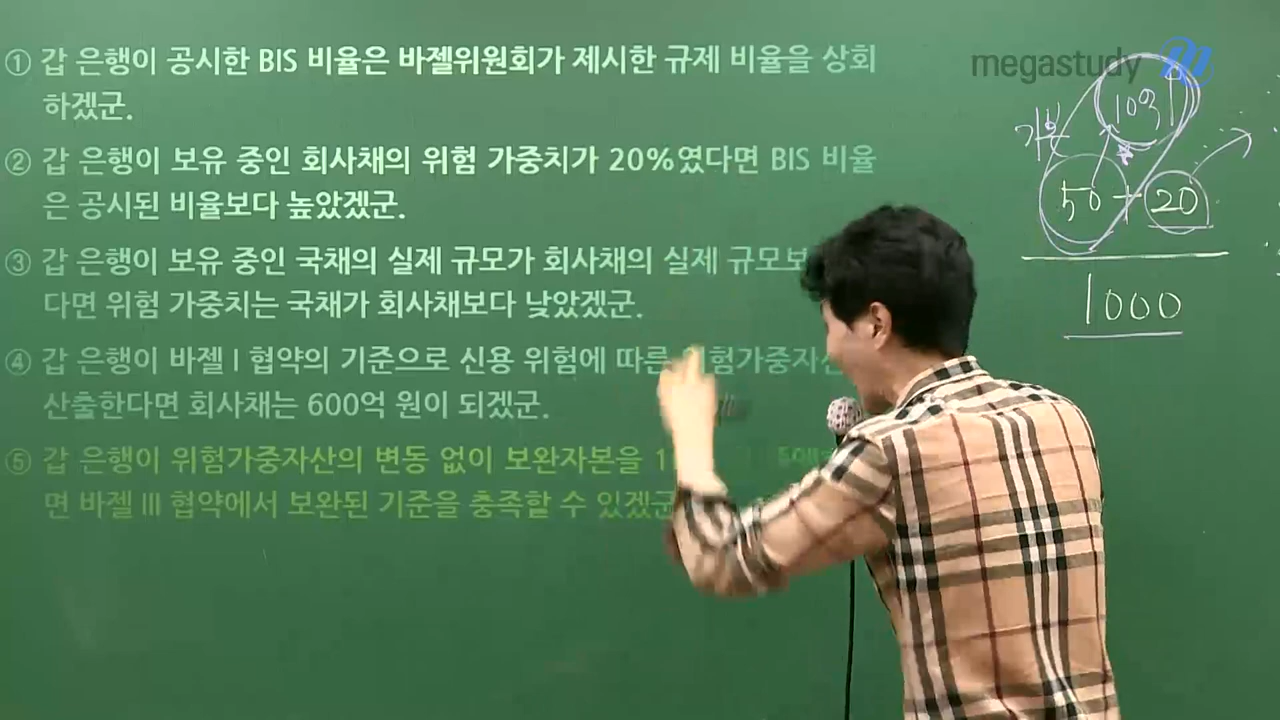 ① 갑 은행이 공시한 BIS 비율은 바젤위원회가 제시한 규제 비율을 상회
하겠군.
② 갑 은행이 보유 중인 회사채의 위험 가중치가 20%였다면 BIS 비율
은 공시된 비율보다 높았겠군.
③ 갑 은행이 보유 중인 국채의 실제 규모가 회사채의 실제
다면 위험 가중치는 국채가 회사채보다 낮았겠군.
④ 갑 은행이 바젤 I 협약의 기준으로 신용 위험에 따른
산출한다면 회사채는 600억 원이 되겠군.
⑤ 갑 은행이 위험가중자산의 변동 없이 보완자본을
면 바젤 III 협약에서 보완된 기준을 충족할 수 있겠군
megastudy
10억
50 + 20
1000